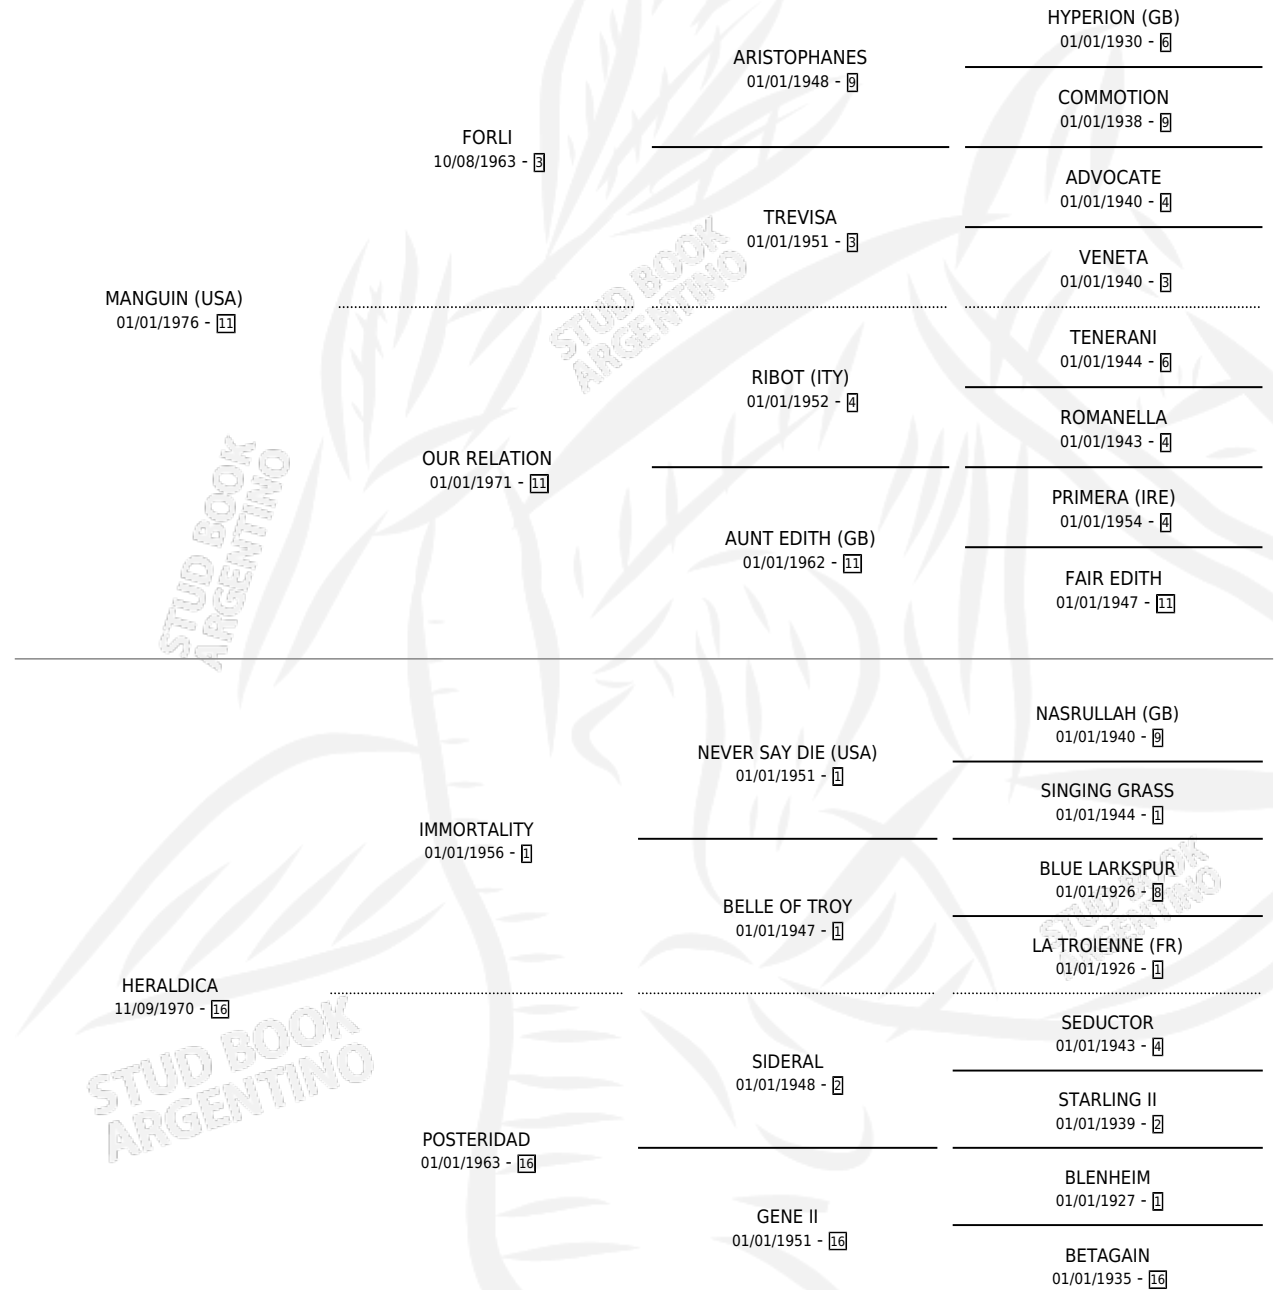 HYPERION (GB)
01/01/1930 - 6
ARISTOPHANES
01/01/1948 - 9
COMMOTION
01/01/1938 - 9
FORLI
10/08/1963 - 3
ADVOCATE
01/01/1940 - 4
TREVISA
01/01/1951 - 3
VENETA
01/01/1940 - 3
MANGUIN (USA)
01/01/1976 - 11
STUD BOOK
ARGENTINO
TENERANI
01/01/1944 - 6
RIBOT (ITY)
01/01/1952 - 4
ROMANELLA
01/01/1943 - 4
OUR RELATION
01/01/1971 - 11
PRIMERA (IRE)
01/01/1954 - 4
AUNT EDITH (GB)
01/01/1962 - 11
FAIR EDITH
01/01/1947 - 11
STUD BOOK
ARGENTINO
NASRULLAH (GB)
01/01/1940 - 9
NEVER SAY DIE (USA)
01/01/1951 - 1
SINGING GRASS
01/01/1944 - 1
IMMORTALITY
01/01/1956 - 1
BLUE LARKSPUR
01/01/1926 - 8
BELLE OF TROY
01/01/1947 - 1
STUD BOOK
ARGENTINO
LA TROIENNE (FR)
01/01/1926 - 1
HERALDICA
11/09/1970 - 16
SEDUCTOR
01/01/1943 - 4
SIDERAL
01/01/1948 - 2
STARLING II
01/01/1939 - 2
STUD BOOK
ARGENTINO
POSTERIDAD
01/01/1963 - 16
BLENHEIM
01/01/1927 - 1
GENE II
01/01/1951 - 16
BETAGAIN
01/01/1935 - 16